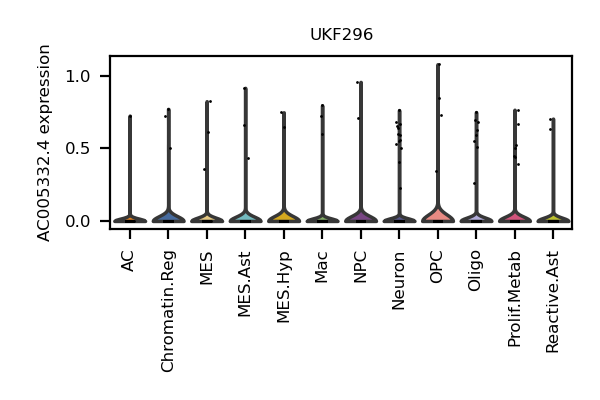 UKF296
AC005332.4 expression
1.0
0.5
0.0
AC
Chromatin.Reg
MES
MES.Ast
MES.Hyp
Mac
NPC
Neuron
OPC
Oligo
Prolif.Metab
Reactive.Ast